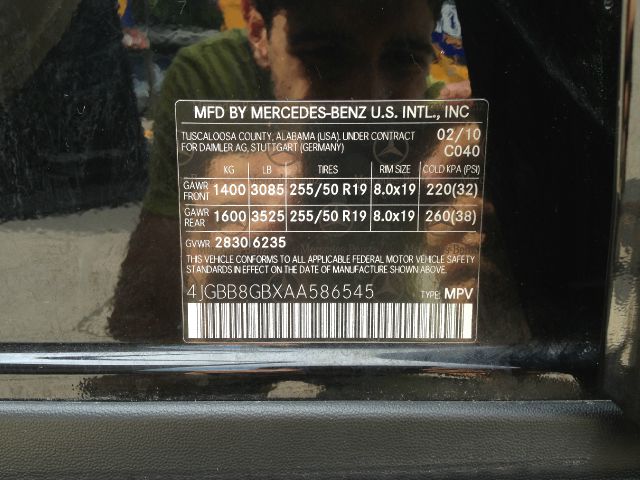 MFD BY MERCEDES-BENZ U.S. INTL., INC
TUSCALOOSA COUNTY, ALABAMA (USA). UNDER CONTRACT 02/10
FOR DAIMLER AG, STUTTGART (GERMANY) C040
KG LB TIRES RIM SIZE COLD KPA (PSI)
GAWR FRONT 1400 3085 255/50 R19 8.0x19 220(32)
GAWR REAR 1600 3525 255/50 R19 8.0x19 260(38)
GVWR 2830 6235
THIS VEHICLE CONFORMS TO ALL APPLICABLE FEDERAL MOTOR VEHICLE SAFETY
STANDARDS IN EFFECT ON THE DATE OF MANUFACTURE SHOWN ABOVE.
4JGBB8GBXAA586545 TYPE: MPV